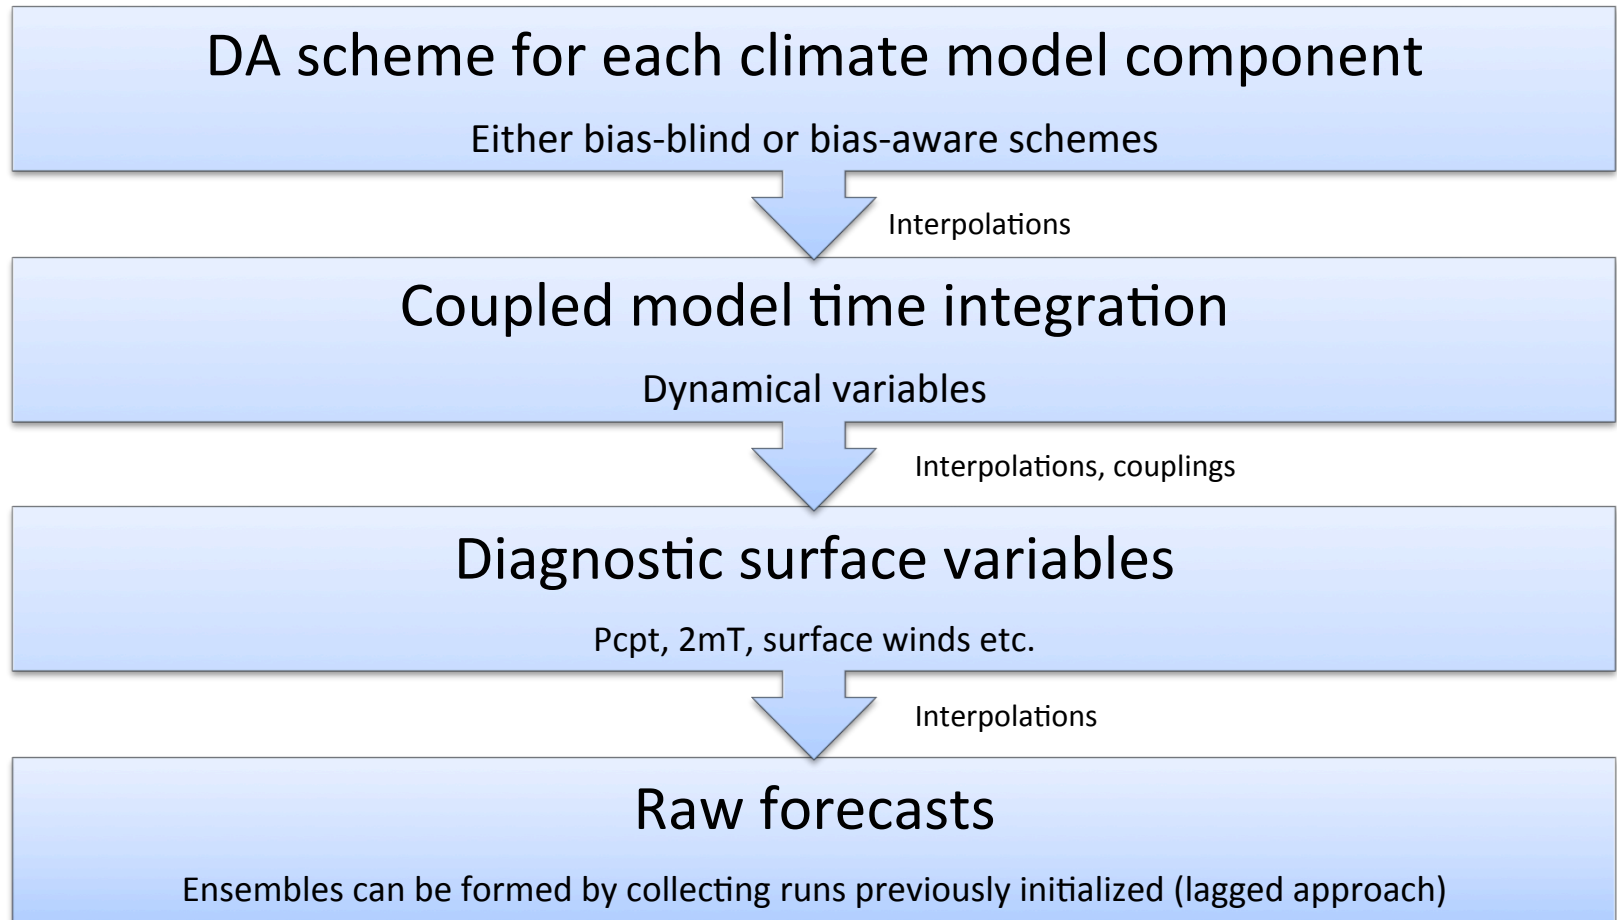 DA scheme for each climate model component
Either bias-blind or bias-aware schemes
Interpolations
Coupled model time integration
Dynamical variables
Interpolations, couplings
Diagnostic surface variables
Pcpt, 2mT, surface winds etc.
Interpolations
Raw forecasts
Ensembles can be formed by collecting runs previously initialized (lagged approach)